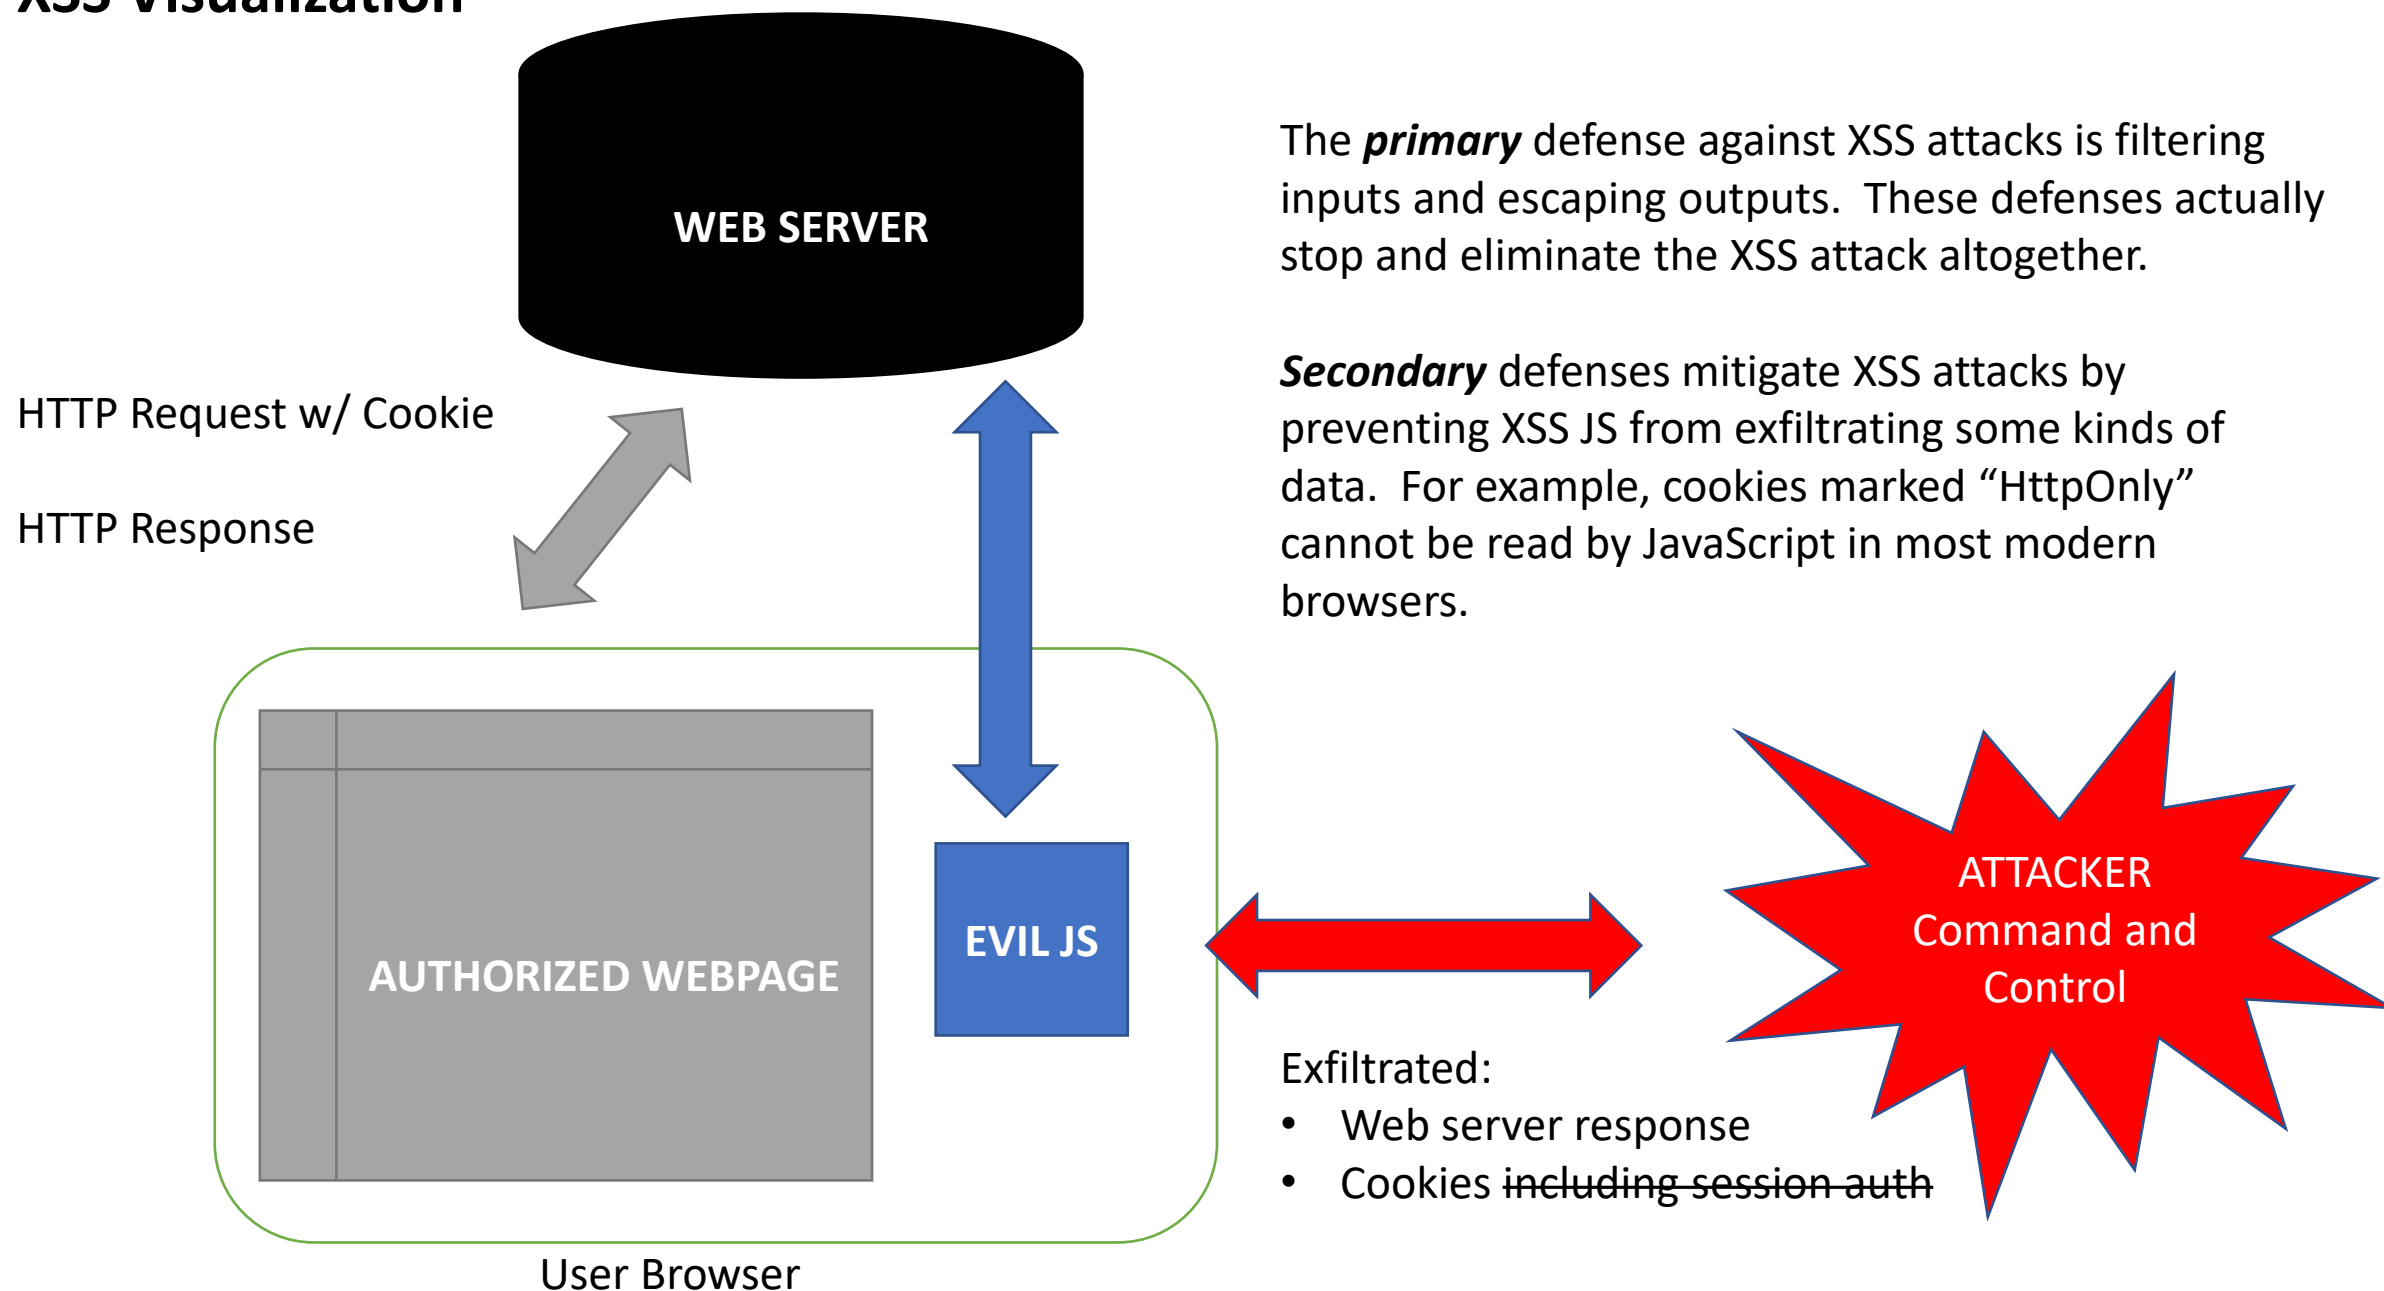 XSS Visualization
WEB SERVER
The primary defense against XSS attacks is filtering
inputs and escaping outputs.  These defenses actually
stop and eliminate the XSS attack altogether.
Secondary defenses mitigate XSS attacks by
preventing XSS JS from exfiltrating some kinds of
data.  For example, cookies marked “HttpOnly”
cannot be read by JavaScript in most modern
browsers.
HTTP Request w/ Cookie
HTTP Response
AUTHORIZED WEBPAGE
EVIL JS
ATTACKER
Command and
Control
Exfiltrated:
• Web server response
• Cookies including session auth
User Browser